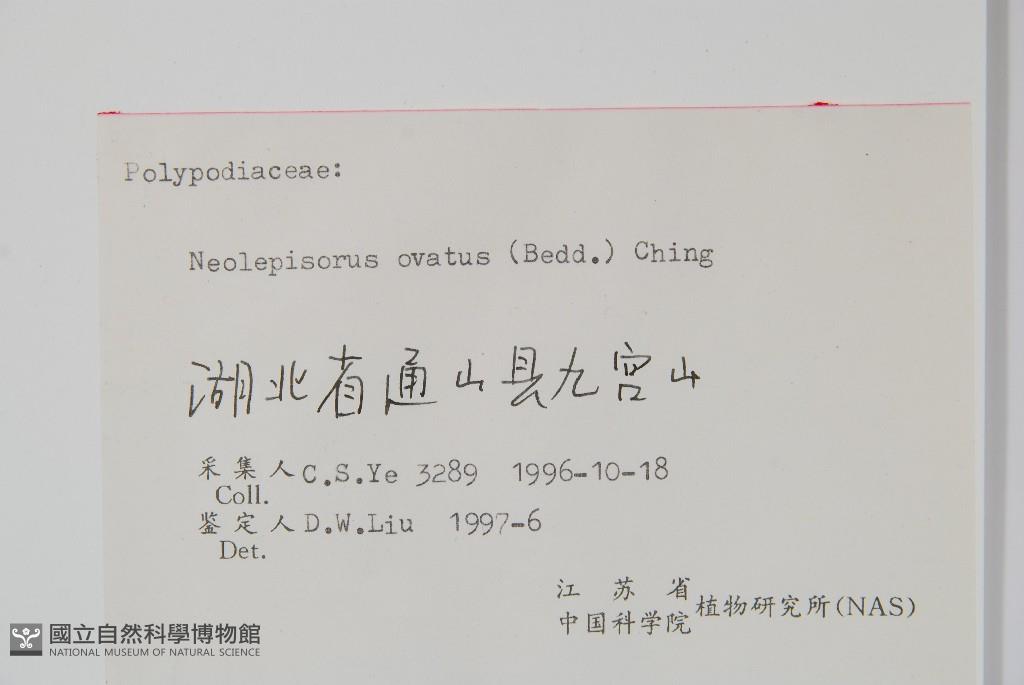 Polypodiaceae:
Neolepisorus ovatus (Bedd.) Ching
湖北省通山县九宫山
采集人 C.S.Ye 3289 1996-10-18
Coll.
鉴定人 D.W.Liu 1997-6
Det.
江苏省
中国科学院 植物研究所(NAS)
國立自然科學博物館
NATIONAL MUSEUM OF NATURAL SCIENCE